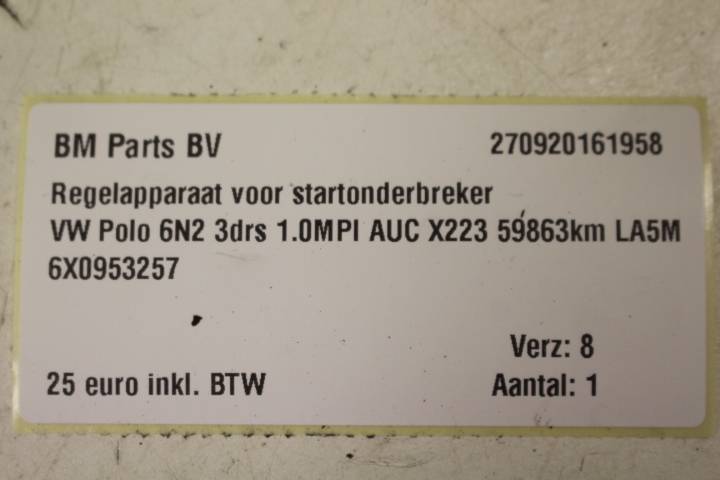 BM Parts BV 270920161958
Regelapparaat voor startonderbreker
VW Polo 6N2 3drs 1.0MPI AUC X223 59863km LA5M
6X0953257
Verz: 8
25 euro inkl. BTW Aantal: 1